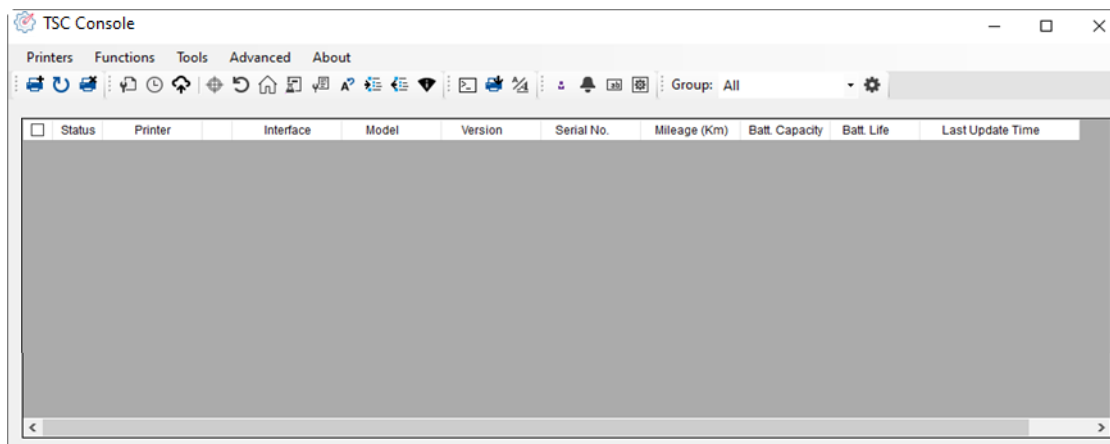 TSC Console
Printers Functions Tools Advanced About
Group: All
Status Printer Interface Model Version Serial No. Mileage (Km) Batt. Capacity Batt. Life Last Update Time